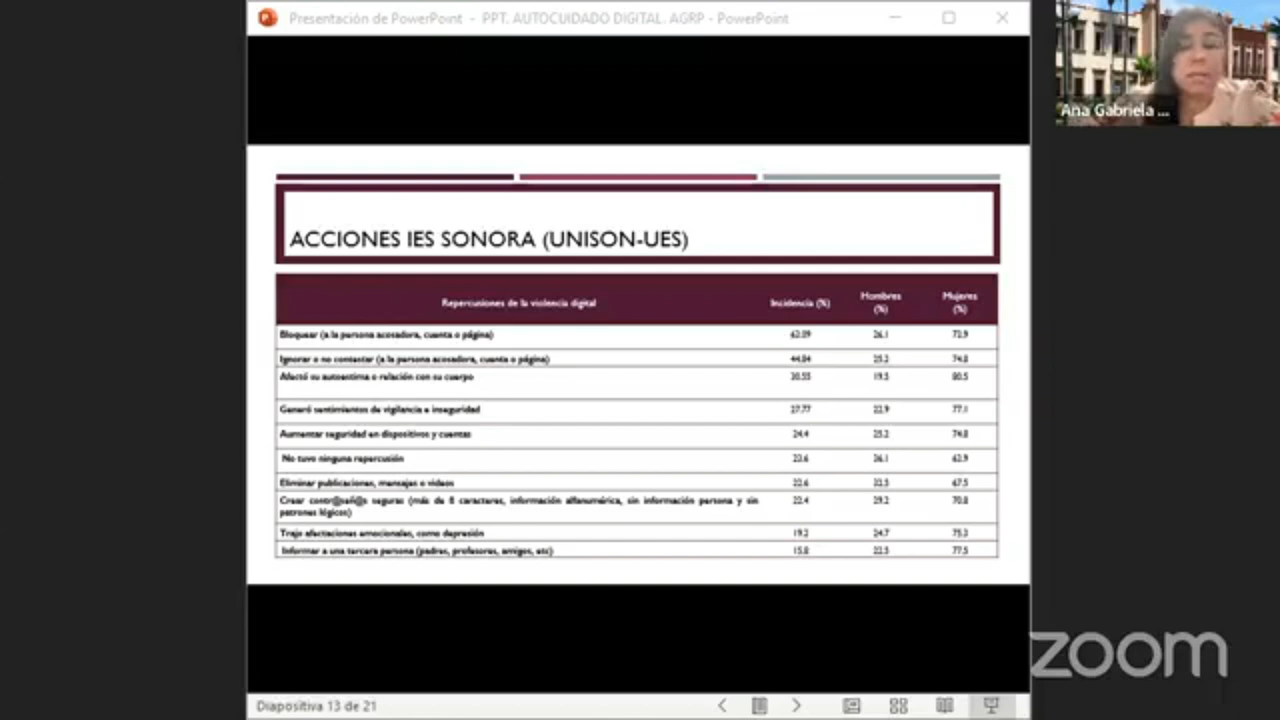 Presentación de PowerPoint - PPT. AUTOCUIDADO DIGITAL. AGRP - PowerPoint
Ana Gabriela ...
ACCIONES IES SONORA (UNISON-UES)
Repercusiones de la violencia digital Incidencia (%) Hombres (%) Mujeres (%)
Bloquear (a la persona acosadora, cuenta o página) 62.09 26.1 72.9
Ignorar o no contestar (a la persona acosadora, cuenta o página) 44.84 25.2 74.8
Afectó su autoestima o relación con su cuerpo 30.55 19.5 80.5
Generó sentimientos de vigilancia e inseguridad 27.77 22.9 77.1
Aumentar seguridad en dispositivos y cuentas 24.4 25.2 74.8
No tuvo ninguna repercusión 23.6 36.1 63.9
Eliminar publicaciones, mensajes o videos 22.6 32.5 67.5
Crear contr@señ@s seguras (más de 8 caracteres, información alfanumérica, sin información persona y sin 22.4 29.2 70.8
patrones lógicos)
Trajo afectaciones emocionales, como depresión 19.2 24.7 75.3
Informar a una tercera persona (padres, profesores, amigos, etc) 15.8 22.5 77.5
zoom
Diapositiva 13 de 21